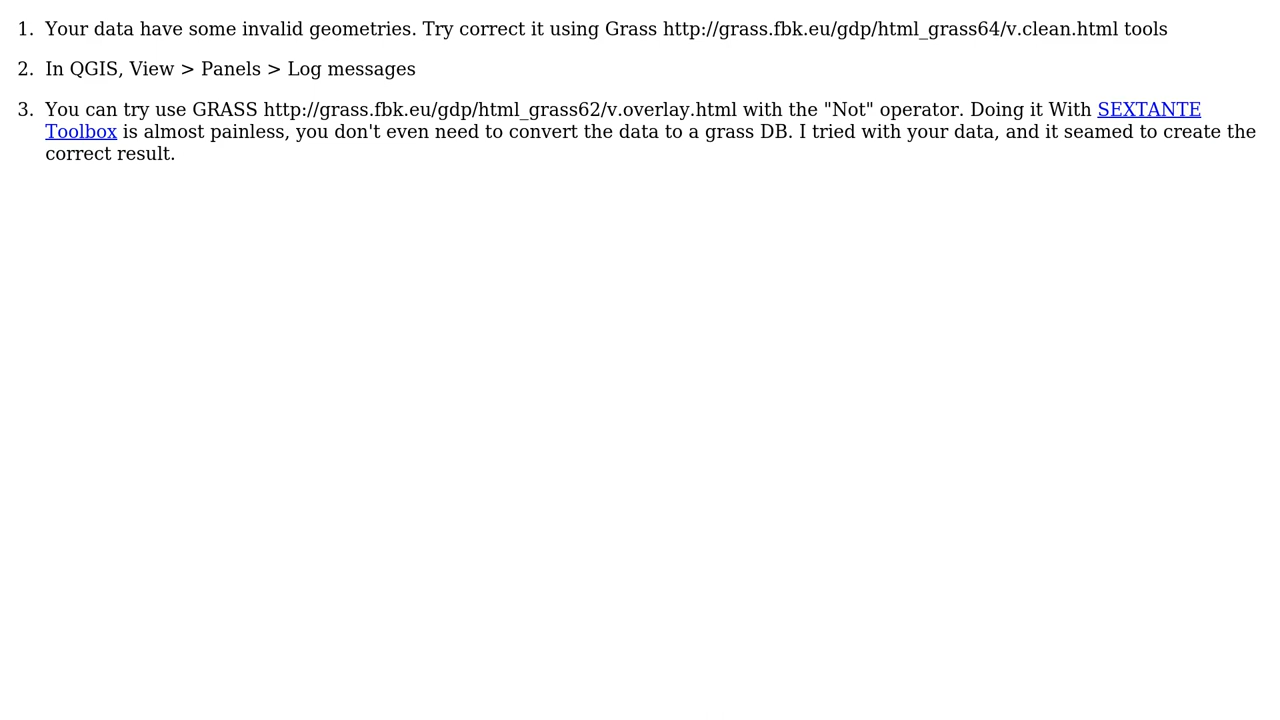 1. Your data have some invalid geometries. Try correct it using Grass http://grass.fbk.eu/gdp/html_grass64/v.clean.html tools
2. In QGIS, View > Panels > Log messages
3. You can try use GRASS http://grass.fbk.eu/gdp/html_grass62/v.overlay.html with the "Not" operator. Doing it With SEXTANTE
Toolbox is almost painless, you don't even need to convert the data to a grass DB. I tried with your data, and it seamed to create the
correct result.